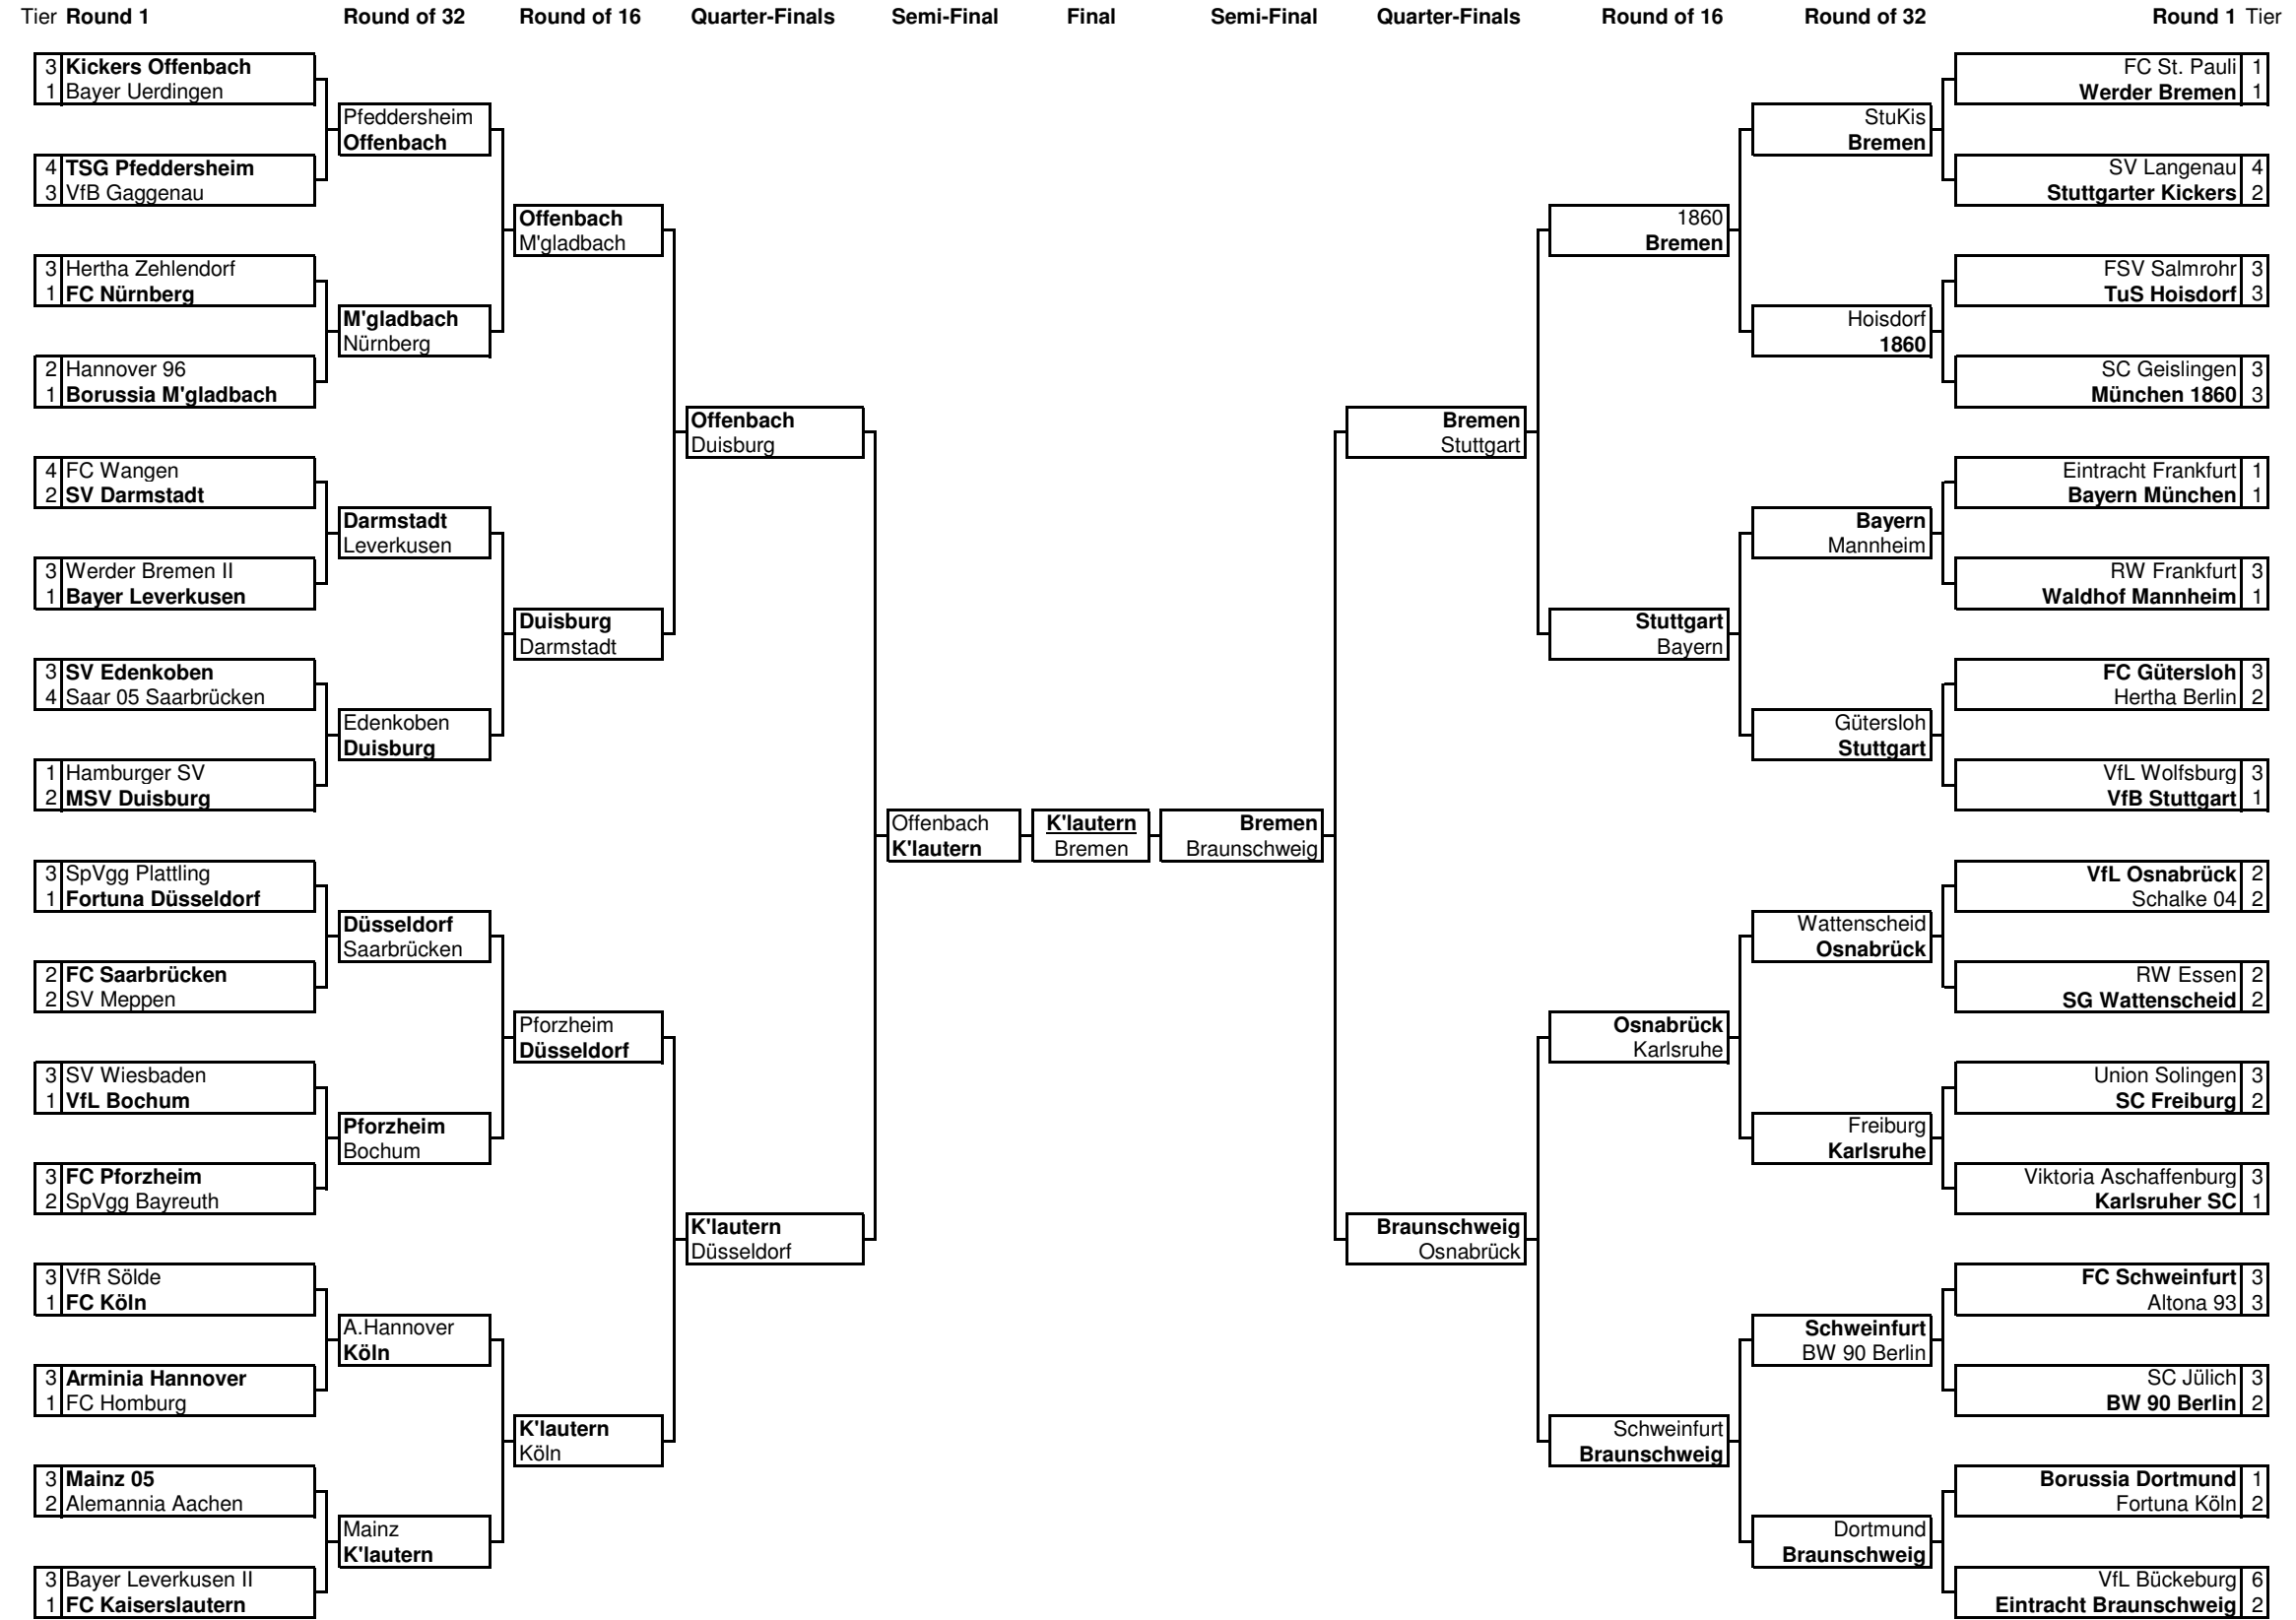 Tier Round 1 Round of 32 Round of 16 Quarter-Finals Semi-Final Final Semi-Final Quarter-Finals Round of 16 Round of 32 Round 1 Tier
3 Kickers Offenbach
1 Bayer Uerdingen
4 TSG Pfeddersheim
3 VfB Gaggenau
3 Hertha Zehlendorf
1 FC Nürnberg
2 Hannover 96
1 Borussia M'gladbach
4 FC Wangen
2 SV Darmstadt
3 Werder Bremen II
1 Bayer Leverkusen
3 SV Edenkoben
4 Saar 05 Saarbrücken
1 Hamburger SV
2 MSV Duisburg
3 SpVgg Plattling
1 Fortuna Düsseldorf
2 FC Saarbrücken
2 SV Meppen
3 SV Wiesbaden
1 VfL Bochum
3 FC Pforzheim
2 SpVgg Bayreuth
3 VfR Sölde
1 FC Köln
3 Arminia Hannover
1 FC Homburg
3 Mainz 05
2 Alemannia Aachen
3 Bayer Leverkusen II
1 FC Kaiserslautern
Pfeddersheim
Offenbach
M'gladbach
Nürnberg
Darmstadt
Leverkusen
Edenkoben
Duisburg
Düsseldorf
Saarbrücken
Pforzheim
Bochum
A.Hannover
Köln
Mainz
K'lautern
Offenbach
M'gladbach
Duisburg
Darmstadt
Pforzheim
Düsseldorf
K'lautern
Köln
Offenbach
Duisburg
K'lautern
Düsseldorf
Offenbach
K'lautern
K'lautern
Bremen
Bremen
Braunschweig
Bremen
Stuttgart
Braunschweig
Osnabrück
1860
Bremen
Stuttgart
Bayern
Osnabrück
Karlsruhe
Schweinfurt
Braunschweig
StuKis
Bremen
Hoisdorf
1860
Bayern
Mannheim
Gütersloh
Stuttgart
Wattenscheid
Osnabrück
Freiburg
Karlsruhe
Schweinfurt
BW 90 Berlin
Dortmund
Braunschweig
FC St. Pauli 1
Werder Bremen 1
SV Langenau 4
Stuttgarter Kickers 2
FSV Salmrohr 3
TuS Hoisdorf 3
SC Geislingen 3
München 1860 3
Eintracht Frankfurt 1
Bayern München 1
RW Frankfurt 3
Waldhof Mannheim 1
FC Gütersloh 3
Hertha Berlin 2
VfL Wolfsburg 3
VfB Stuttgart 1
VfL Osnabrück 2
Schalke 04 2
RW Essen 2
SG Wattenscheid 2
Union Solingen 3
SC Freiburg 2
Viktoria Aschaffenburg 3
Karlsruher SC 1
FC Schweinfurt 3
Altona 93 3
SC Jülich 3
BW 90 Berlin 2
Borussia Dortmund 1
Fortuna Köln 2
VfL Bückeburg 6
Eintracht Braunschweig 2